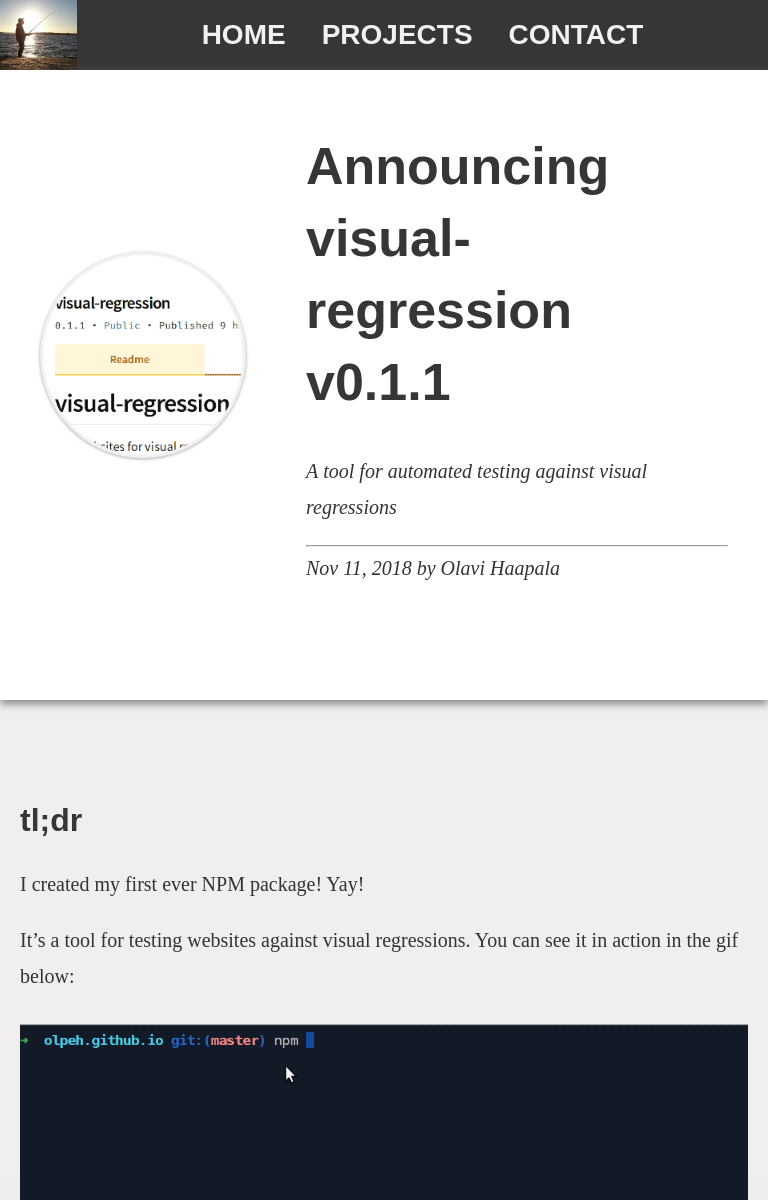 HOME PROJECTS CONTACT
Announcing
visual-
regression
v0.1.1
visual-regression
0.1.1 • Public • Published 9 h
Readme
visual-regression
sites for visual
A tool for automated testing against visual
regressions
Nov 11, 2018 by Olavi Haapala
tl;dr
I created my first ever NPM package! Yay!
It’s a tool for testing websites against visual regressions. You can see it in action in the gif
below:
➜ olpeh.github.io git:(master) npm